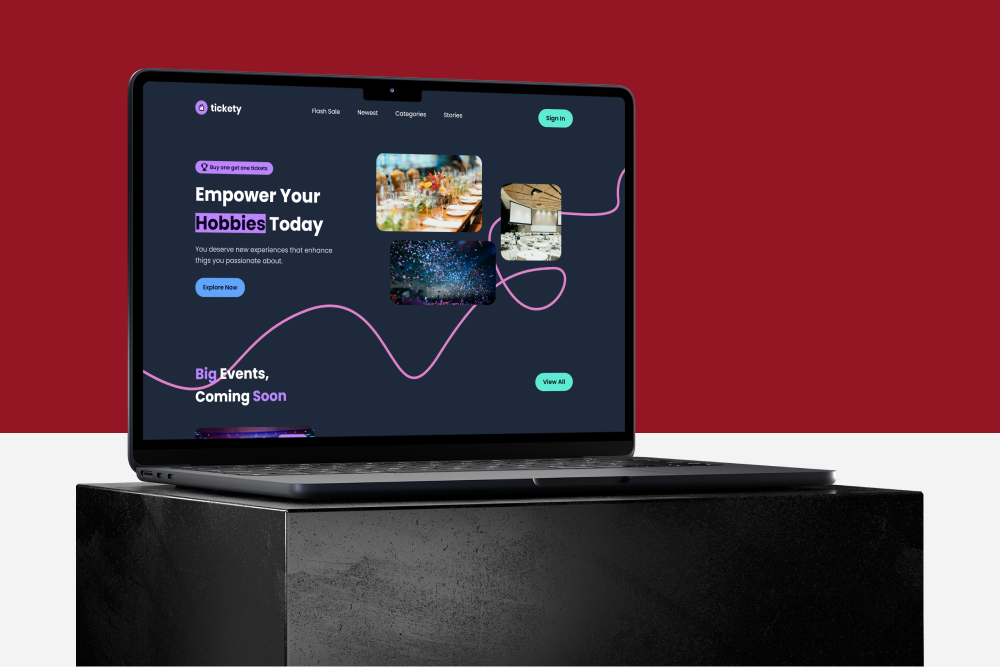 tickety
Flash Sale
Newest
Categories
Stories
Sign In
Buy one get one tickets
Empower Your
Hobbies Today
You deserve new experiences that enhance
thigs you passionate about.
Explore Now
Big Events,
Coming Soon
View All